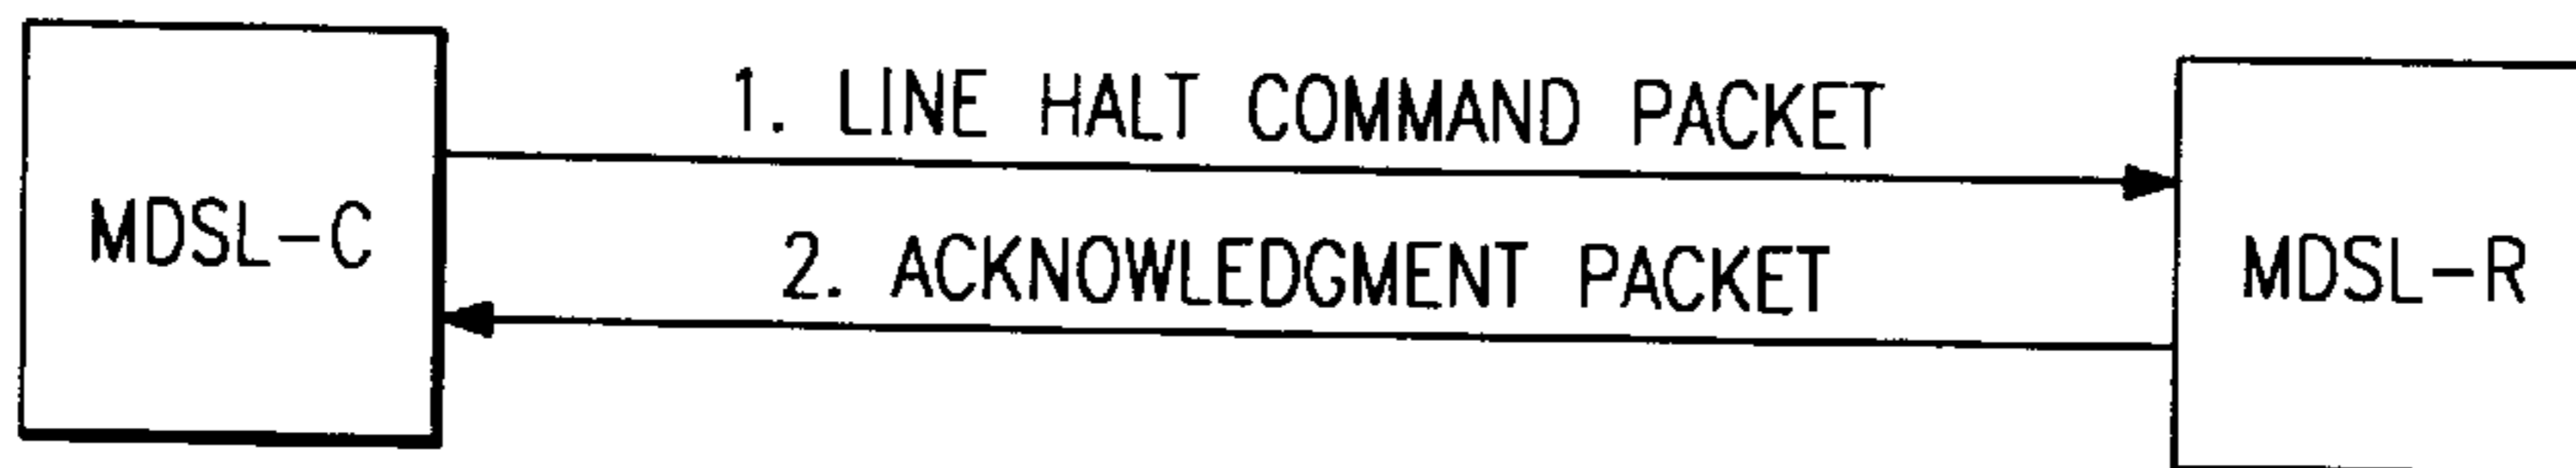 1. LINE HALT COMMAND PACKET
MDSL-C
2. ACKNOWLEDGMENT PACKET
MDSL-R